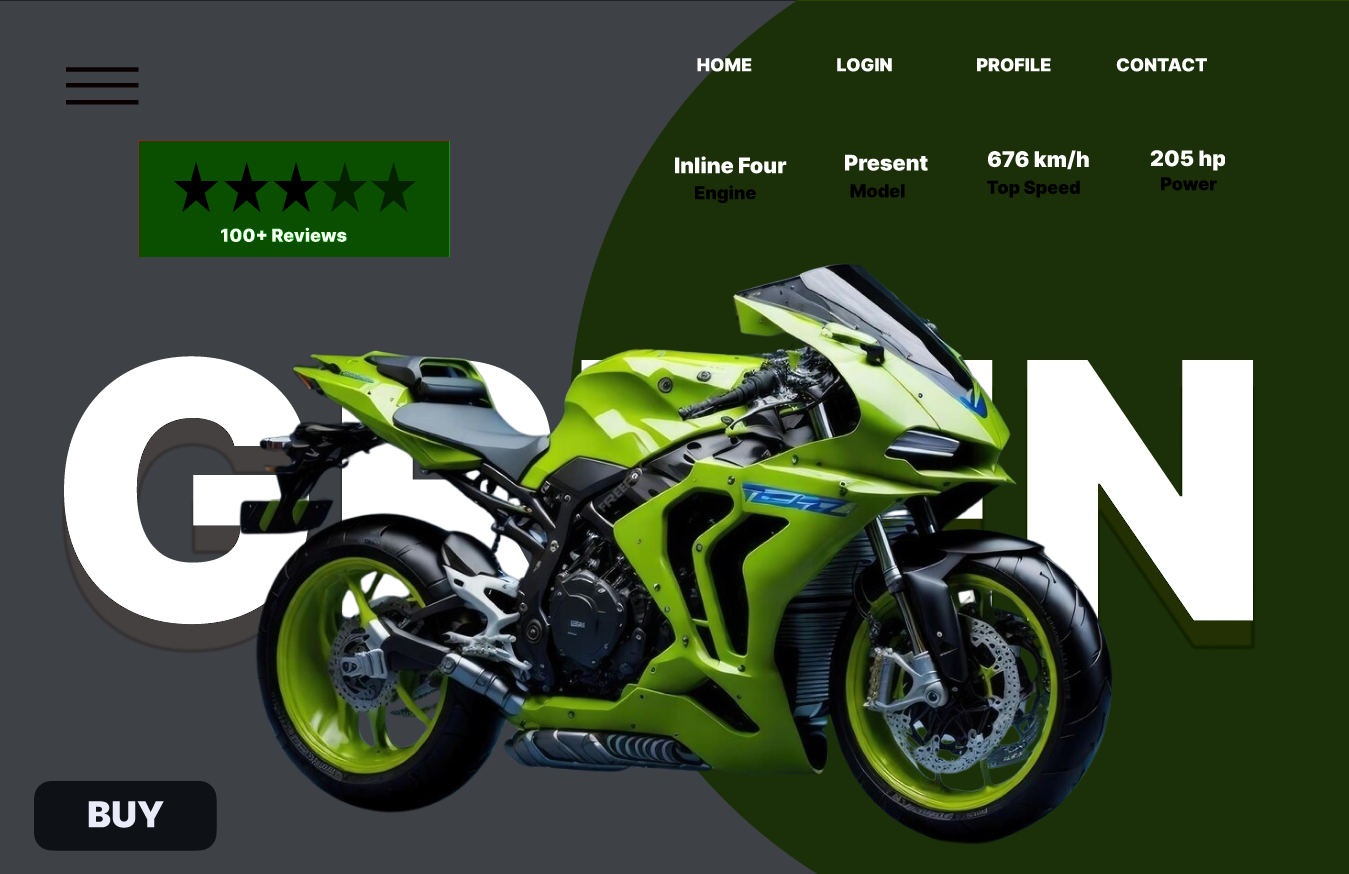 HOME LOGIN PROFILE CONTACT
Inline Four Present 676 km/h 205 hp
Engine Model Top Speed Power
100+ Reviews
BUY